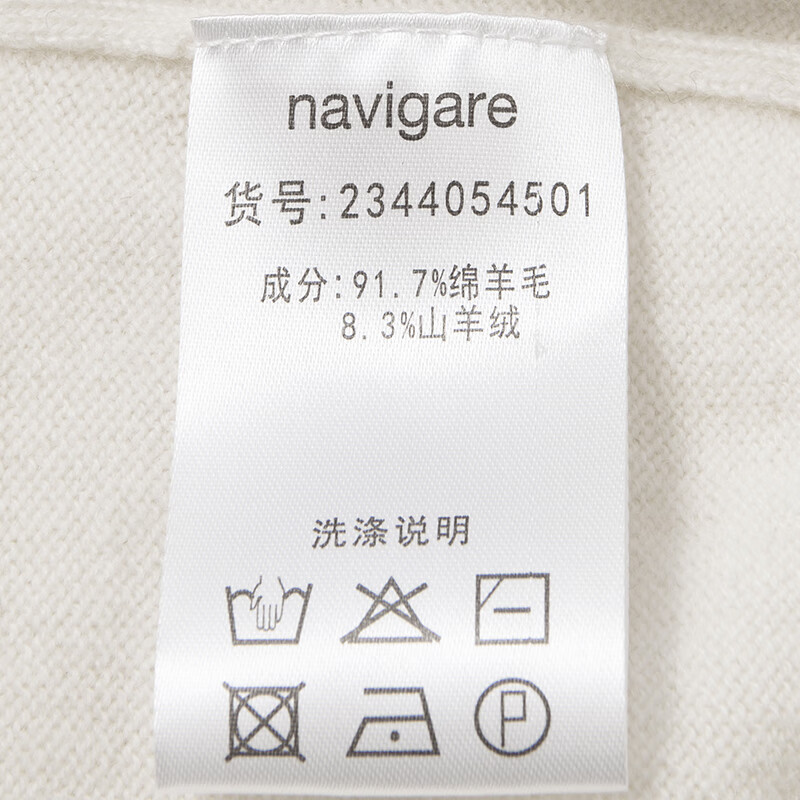 navigare
货号:2344054501
成分:91.7%绵羊毛
8.3%山羊绒
洗涤说明
P